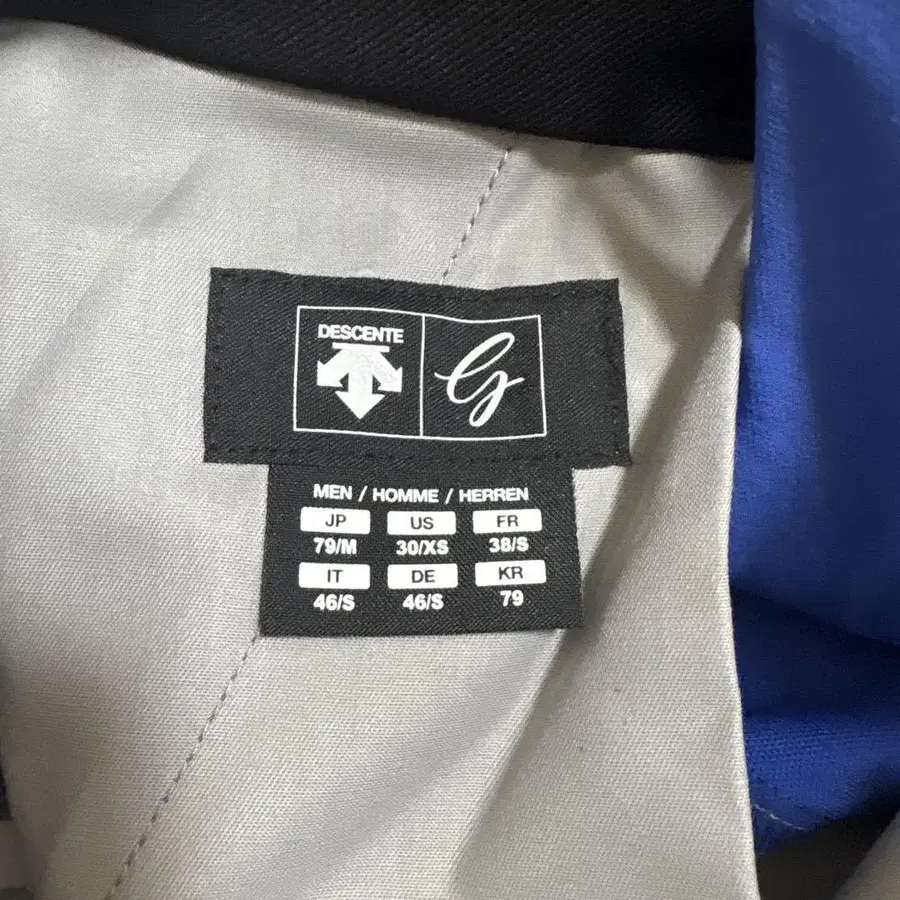 DESCENTE
G
MEN / HOMME / HERREN
JP US FR
79/M 30/XS 38/S
IT DE KR
46/S 46/S 79